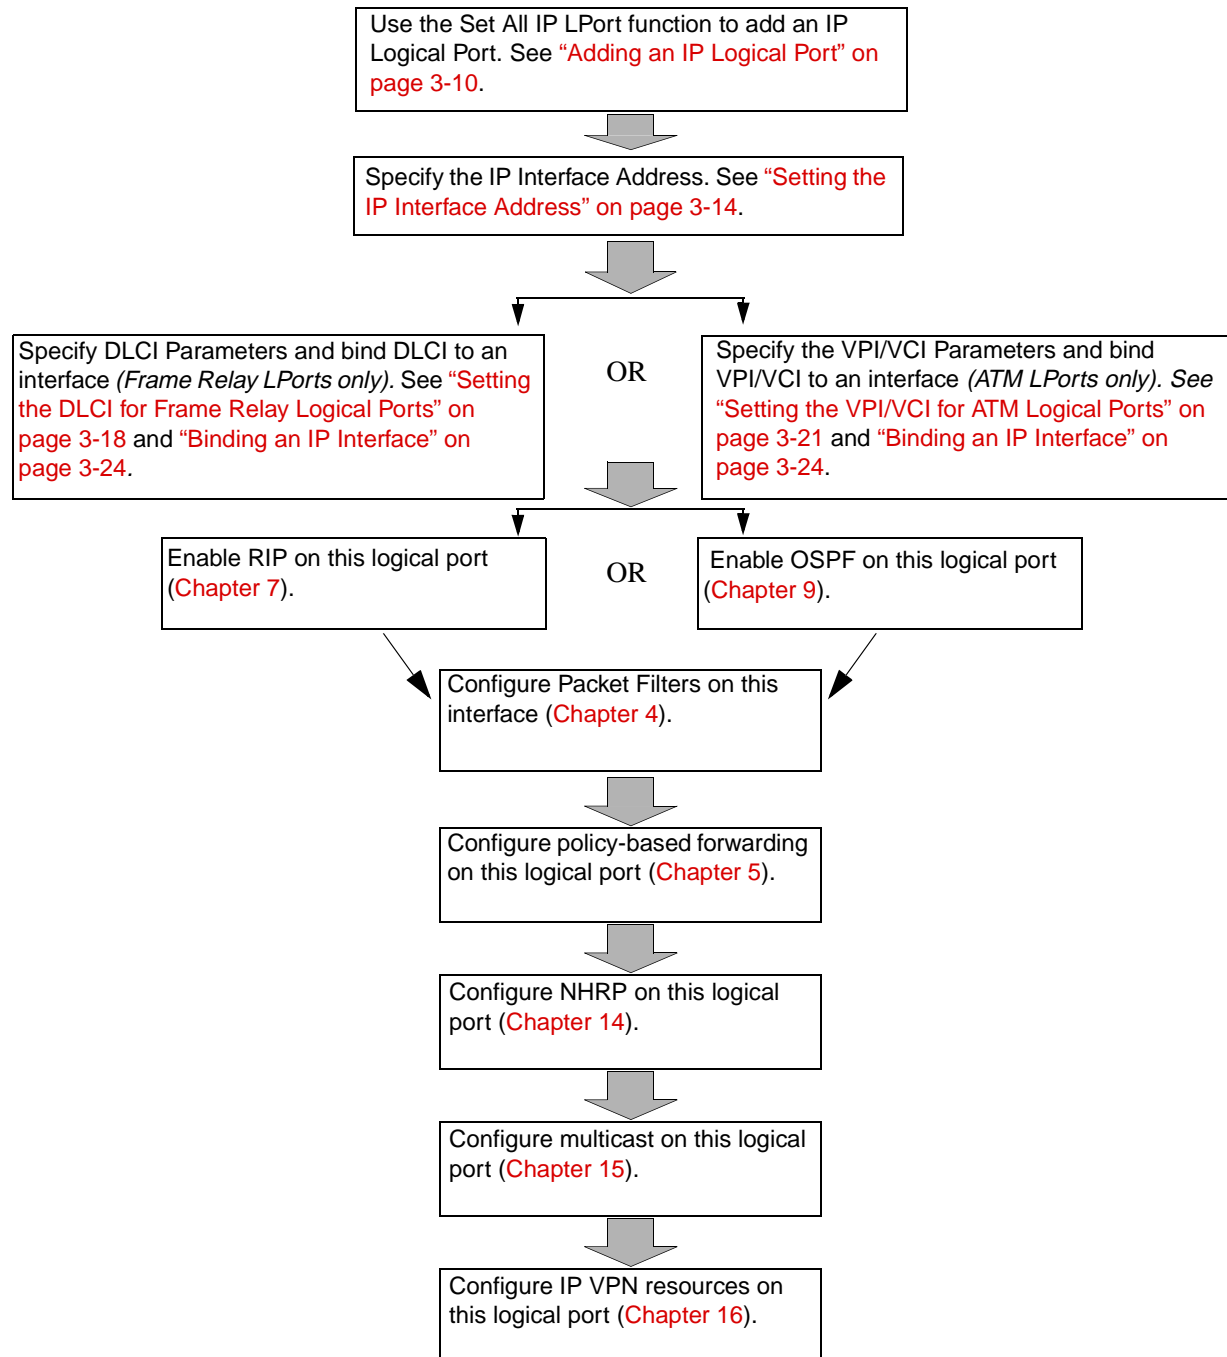 Use the Set All IP LPort function to add an IP
Logical Port. See “Adding an IP Logical Port” on
page 3-10.
Specify the IP Interface Address. See “Setting the
IP Interface Address” on page 3-14.
Specify DLCI Parameters and bind DLCI to an
interface (Frame Relay LPorts only). See “Setting
the DLCI for Frame Relay Logical Ports” on
page 3-18 and “Binding an IP Interface” on
page 3-24.
OR
Specify the VPI/VCI Parameters and bind
VPI/VCI to an interface (ATM LPorts only). See
“Setting the VPI/VCI for ATM Logical Ports” on
page 3-21 and “Binding an IP Interface” on
page 3-24.
Enable RIP on this logical port
(Chapter 7).
OR
Enable OSPF on this logical port
(Chapter 9).
Configure Packet Filters on this
interface (Chapter 4).
Configure policy-based forwarding
on this logical port (Chapter 5).
Configure NHRP on this logical
port (Chapter 14).
Configure multicast on this logical
port (Chapter 15).
Configure IP VPN resources on
this logical port (Chapter 16).